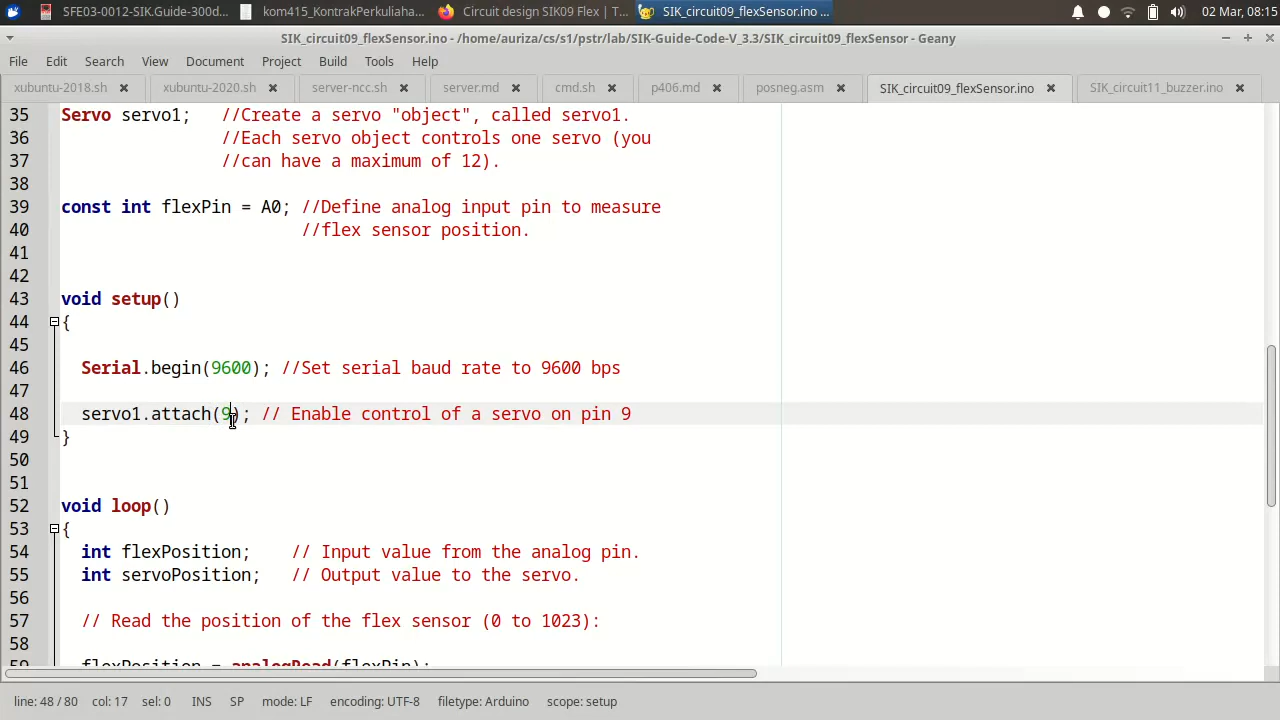 SFE03-0012-SIK.Guide-300d...
kom415_KontrakPerkuliaha...
Circuit design SIK09 Flex | T...
SIK_circuit09_flexSensor.ino ...
02 Mar, 08:15
SIK_circuit09_flexSensor.ino - /home/auriza/cs/s1/pstr/lab/SIK-Guide-Code-V_3.3/SIK_circuit09_flexSensor - Geany
File Edit Search View Document Project Build Tools Help
xubuntu-2018.sh xubuntu-2020.sh server-ncc.sh server.md cmd.sh p406.md posneg.asm SIK_circuit09_flexSensor.ino SIK_circuit11_buzzer.ino
35 Servo servo1; //Create a servo "object", called servo1.
36 //Each servo object controls one servo (you
37 //can have a maximum of 12).
38
39 const int flexPin = A0; //Define analog input pin to measure
40 //flex sensor position.
41
42
43 void setup()
44 {
45
46 Serial.begin(9600); //Set serial baud rate to 9600 bps
47
48 servo1.attach(9); // Enable control of a servo on pin 9
49 }
50
51
52 void loop()
53 {
54 int flexPosition; // Input value from the analog pin.
55 int servoPosition; // Output value to the servo.
56
57 // Read the position of the flex sensor (0 to 1023):
58
59 flexPosition = analogRead(flexPin);
line: 48 / 80 col: 17 sel: 0 INS SP mode: LF encoding: UTF-8 filetype: Arduino scope: setup